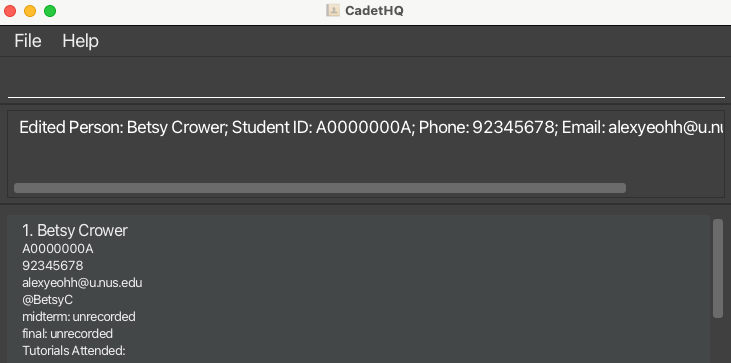 CadetHQ
File Help
Edited Person: Betsy Crower; Student ID: A0000000A; Phone: 92345678; Email: alexyeohh@u.nu
1. Betsy Crower
A0000000A
92345678
alexyeohh@u.nus.edu
@BetsyC
midterm: unrecorded
final: unrecorded
Tutorials Attended: